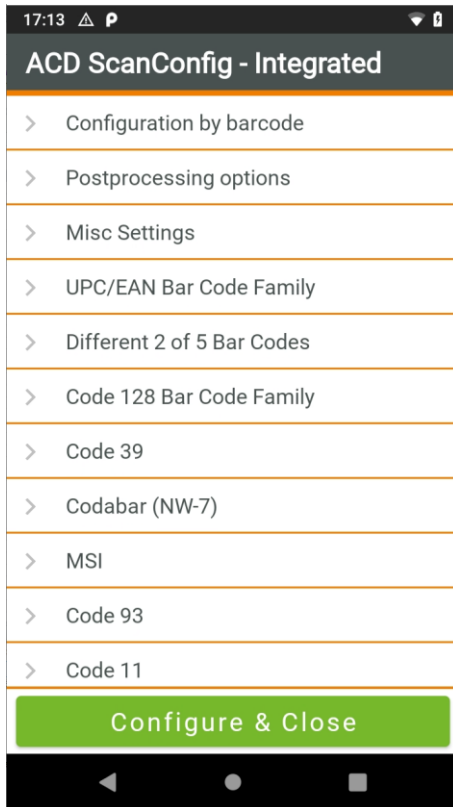 17:13
ACD ScanConfig - Integrated
Configuration by barcode
Postprocessing options
Misc Settings
UPC/EAN Bar Code Family
Different 2 of 5 Bar Codes
Code 128 Bar Code Family
Code 39
Codabar (NW-7)
MSI
Code 93
Code 11
Configure & Close